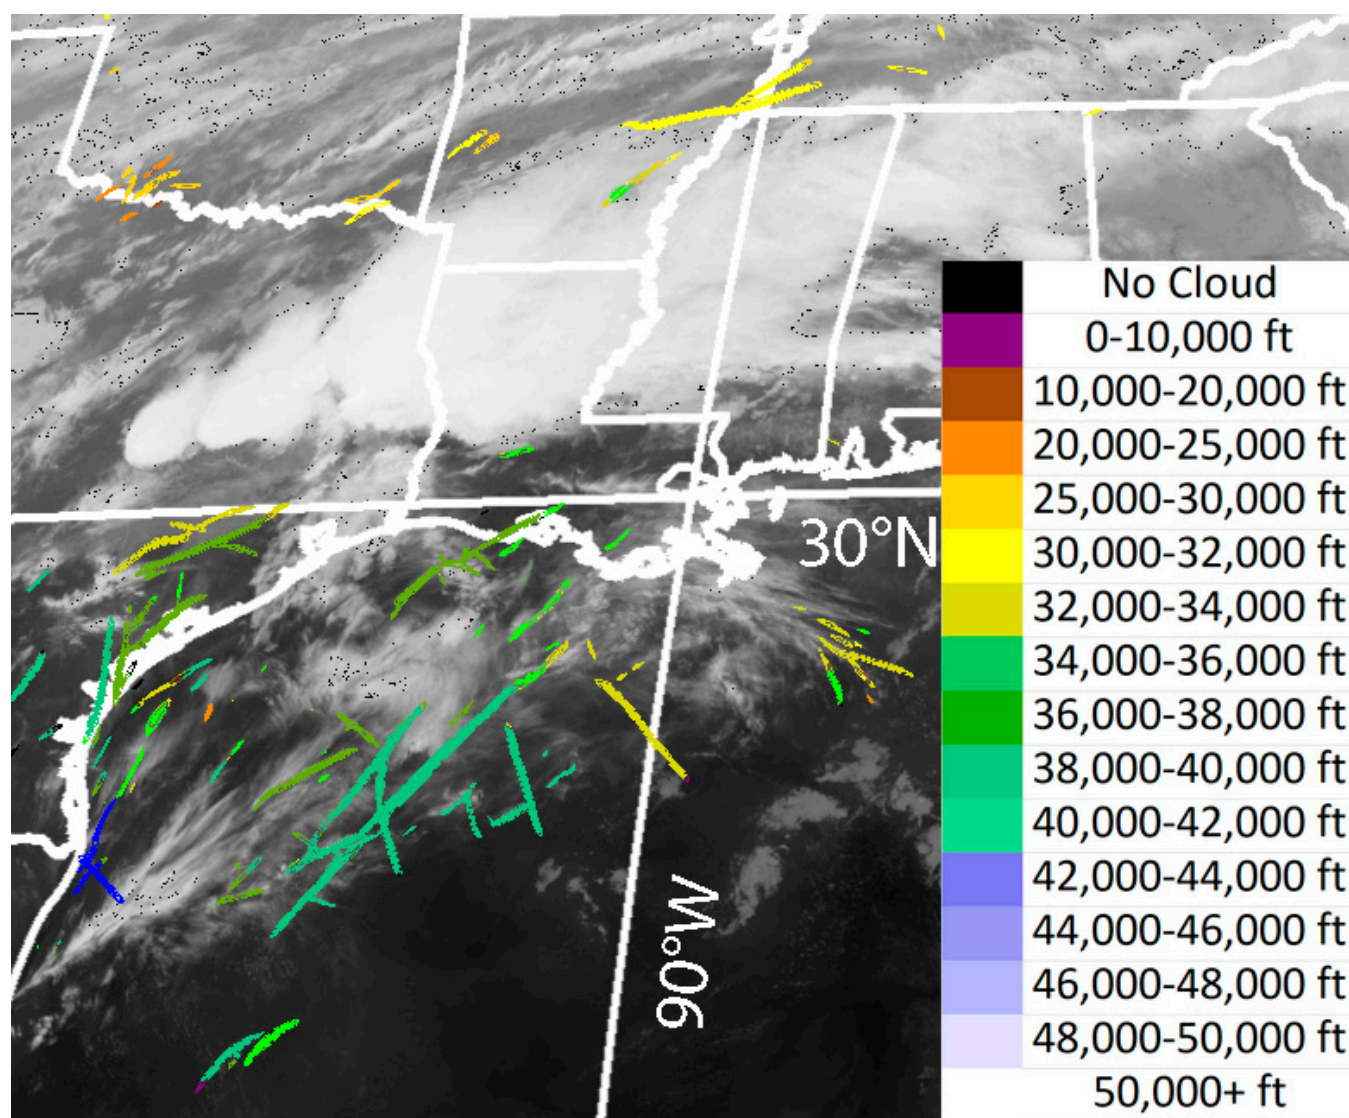 No Cloud
0-10,000 ft
10,000-20,000 ft
20,000-25,000 ft
25,000-30,000 ft
30,000-32,000 ft
32,000-34,000 ft
34,000-36,000 ft
36,000-38,000 ft
38,000-40,000 ft
40,000-42,000 ft
42,000-44,000 ft
44,000-46,000 ft
46,000-48,000 ft
48,000-50,000 ft
50,000+ ft
30°N
90°W